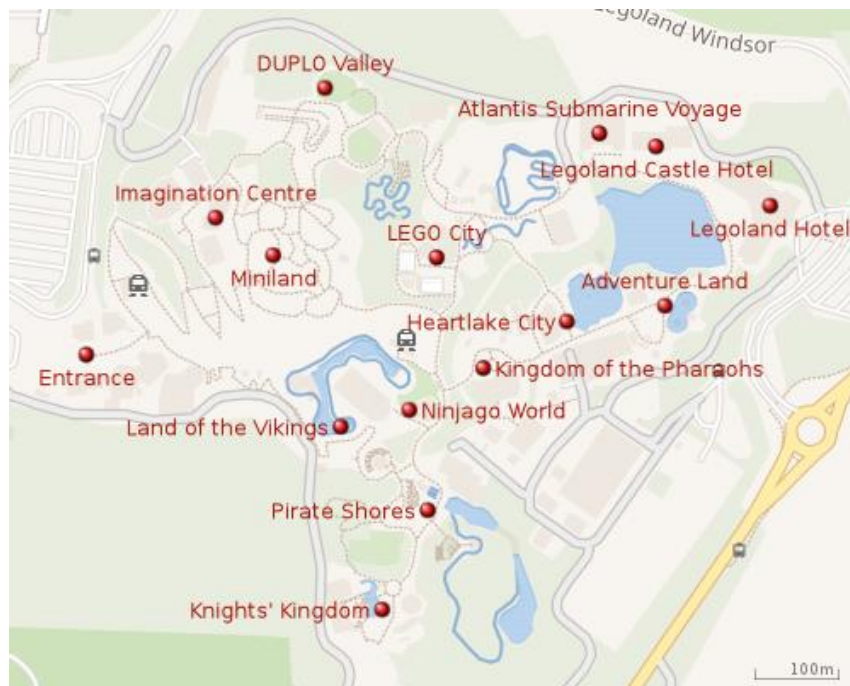 Legoland Windsor
DUPLO Valley
Atlantis Submarine Voyage
Legoland Castle Hotel
Imagination Centre
Legoland Hotel
LEGO City
Miniland
Adventure Land
Heartlake City
Entrance
Kingdom of the Pharaohs
Ninjago World
Land of the Vikings
Pirate Shores
Knights' Kingdom
100m